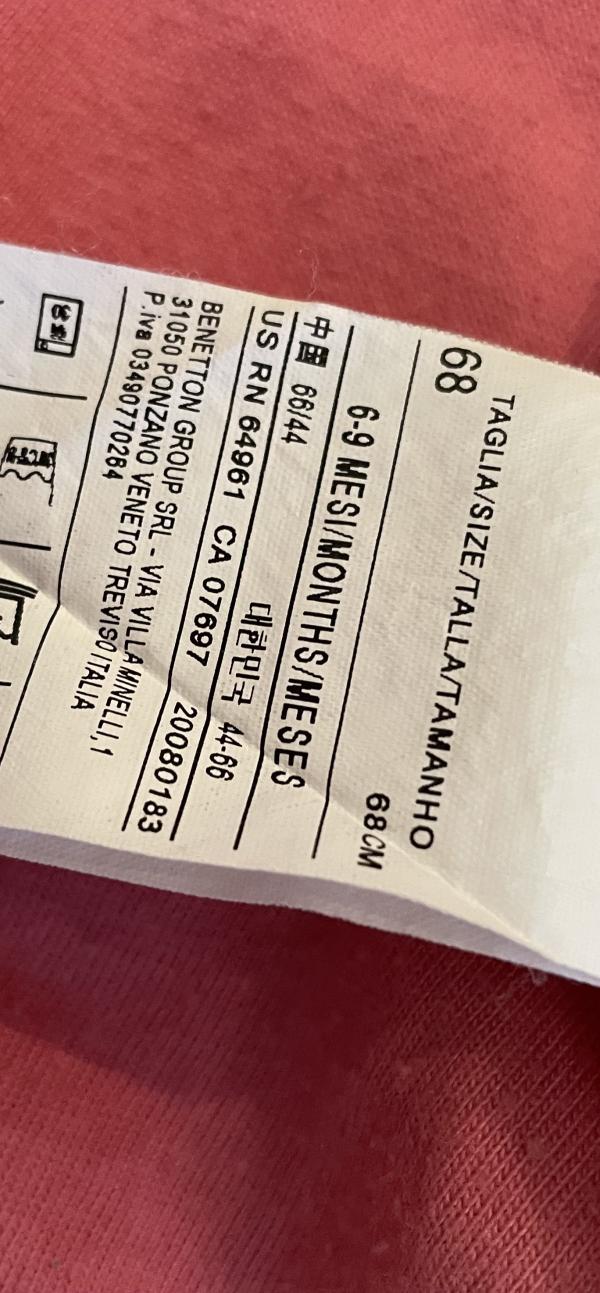 TAGLIA/SIZE/TALLA/TAMANHO
68
68CM
6-9 MESI/MONTHS/MESES
中国 66/44 대한민국 44-66
US RN 64961 CA 07697 20080183
BENETTON GROUP SRL - VIA VILLA MINELLI, 1
31050 PONZANO VENETO TREVISO ITALIA
P.iva 03490770284